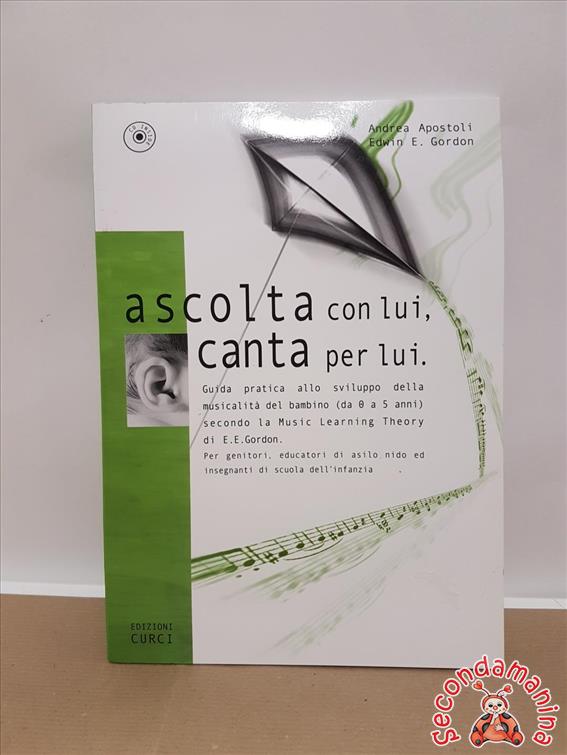 CD INSIDE
Andrea Apostoli
Edwin E. Gordon
ascolta con lui,
canta per lui.
Guida pratica allo sviluppo della
musicalità del bambino (da 0 a 5 anni)
secondo la Music Learning Theory
di E.E.Gordon.
Per genitori, educatori di asilo nido ed
insegnanti di scuola dell'infanzia
EDIZIONI
CURCI
secondamanina